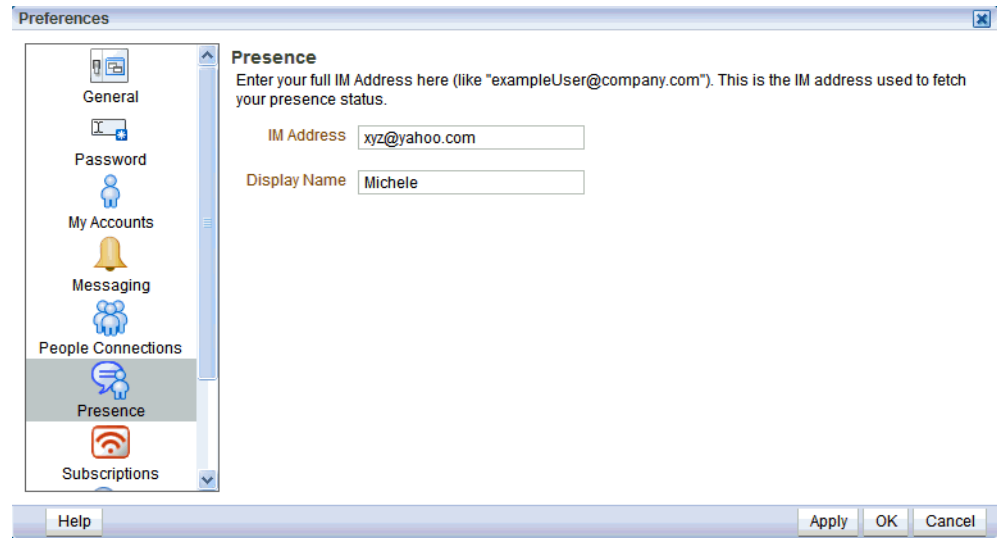 Preferences
General
Password
My Accounts
Messaging
People Connections
Presence
Subscriptions
Presence
Enter your full IM Address here (like "exampleUser@company.com"). This is the IM address used to fetch
your presence status.
IM Address xyz@yahoo.com
Display Name Michele
Help Apply OK Cancel